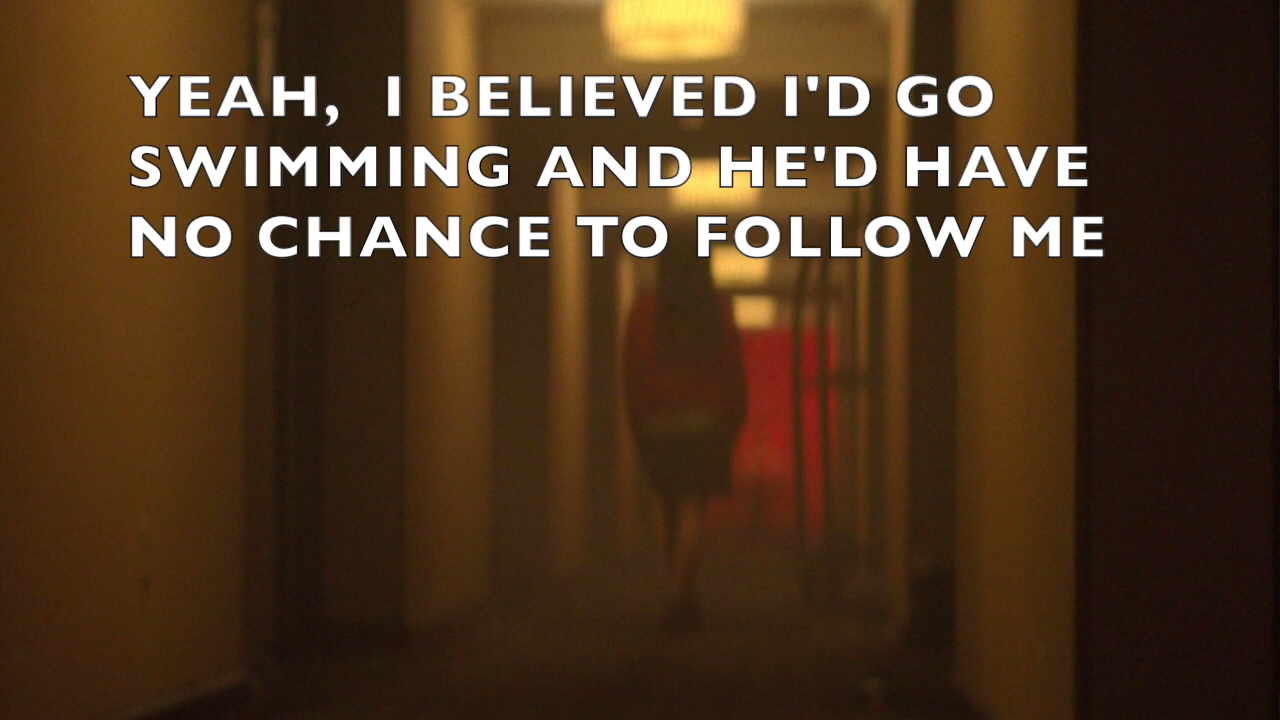 YEAH,  I BELIEVED I'D GO
SWIMMING AND HE'D HAVE
NO CHANCE TO FOLLOW ME